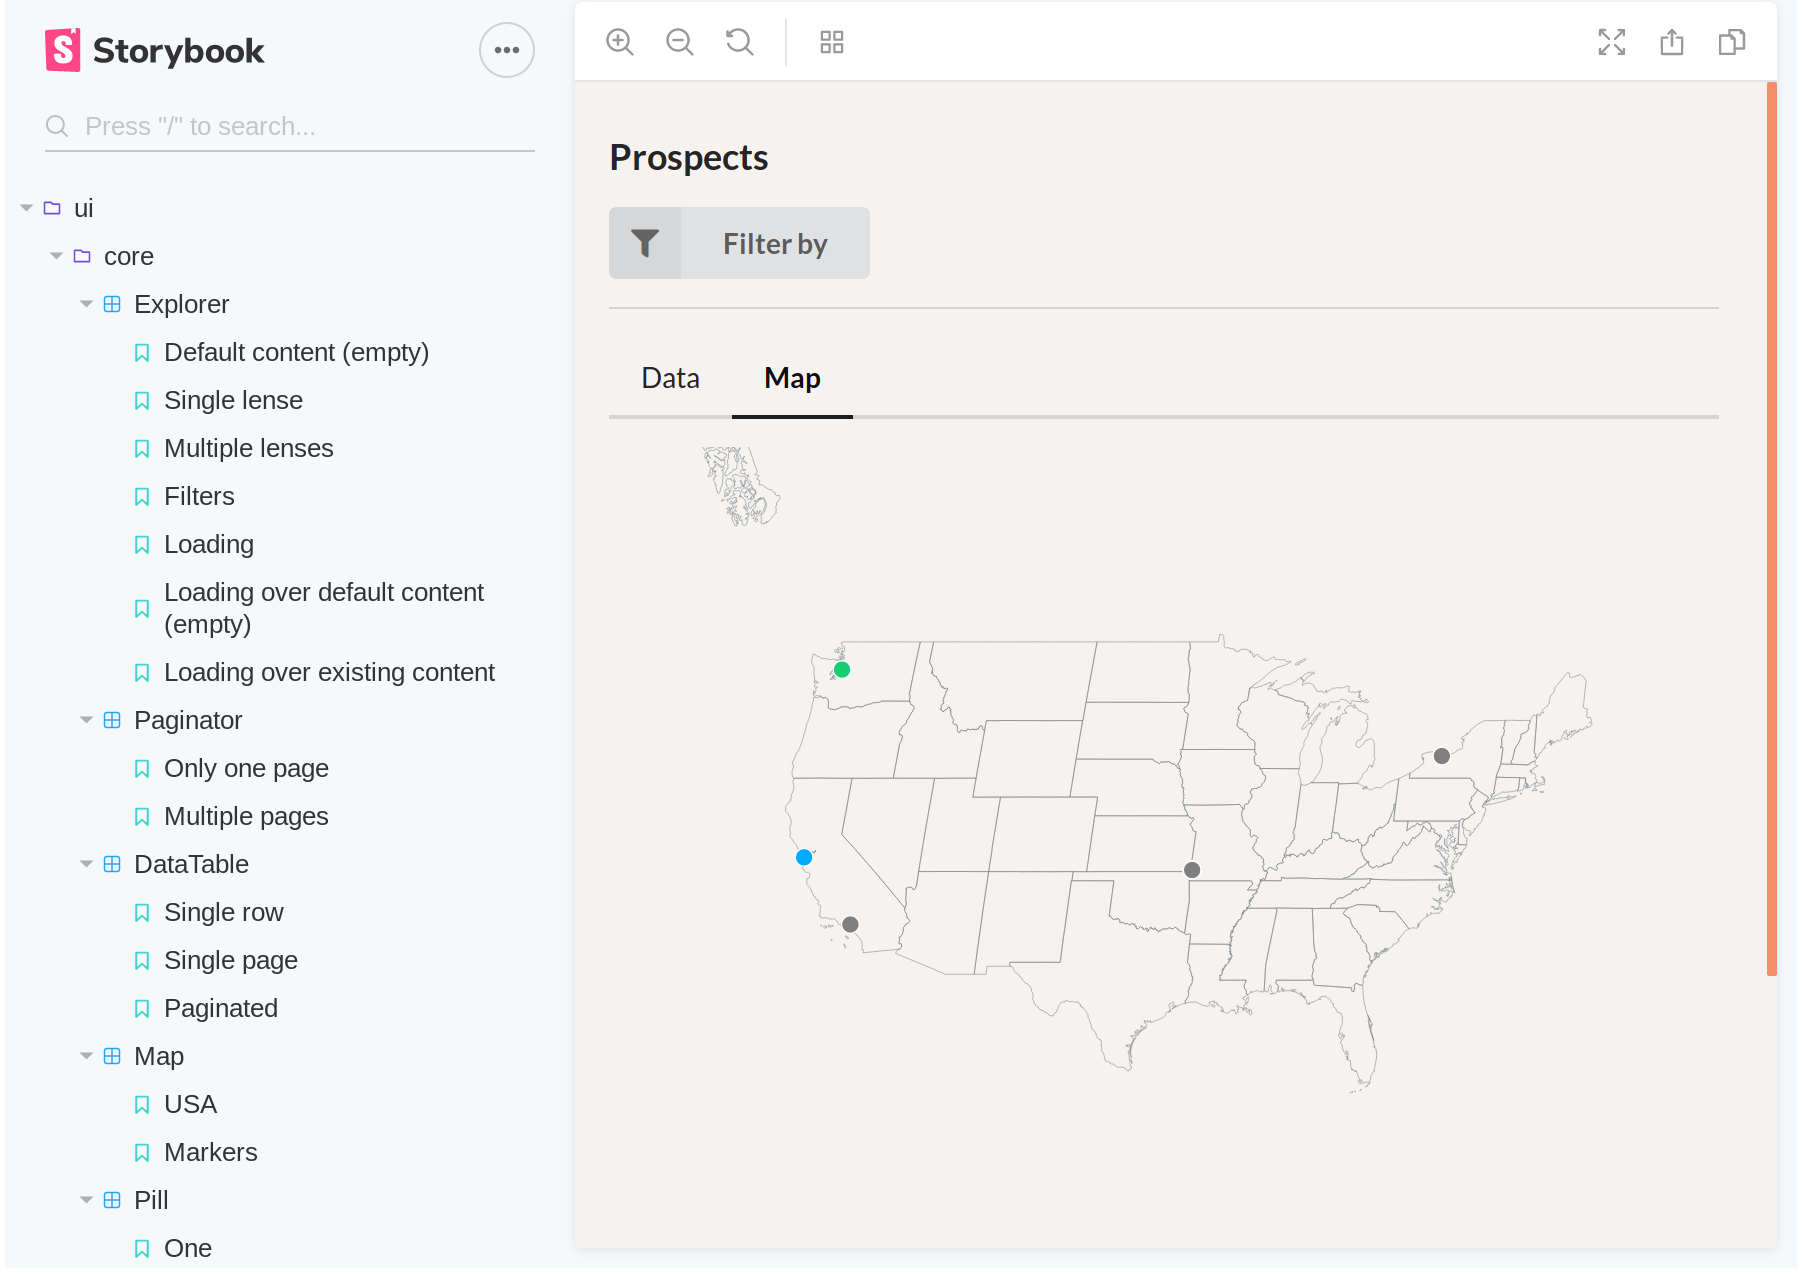 Storybook
Press "/" to search...
ui
core
Explorer
Default content (empty)
Single lense
Multiple lenses
Filters
Loading
Loading over default content
(empty)
Loading over existing content
Paginator
Only one page
Multiple pages
DataTable
Single row
Single page
Paginated
Map
USA
Markers
Pill
One
Prospects
Filter by
Data Map